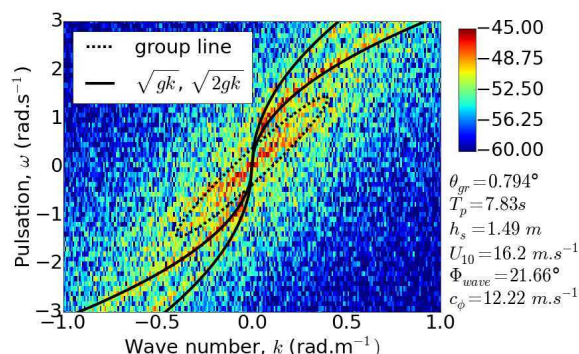 group line
√gk, √2gk
Pulsation, ω (rad.s⁻¹)
3
2
1
0
−1
−2
−3
−1.0 −0.5 0.0 0.5 1.0
Wave number, k (rad.m⁻¹)
−45.00
−48.75
−52.50
−56.25
−60.00
θgr=0.794°
Tp=7.83s
hs=1.49 m
U10=16.2 m.s⁻¹
Φwave=21.66°
cϕ=12.22 m.s⁻¹